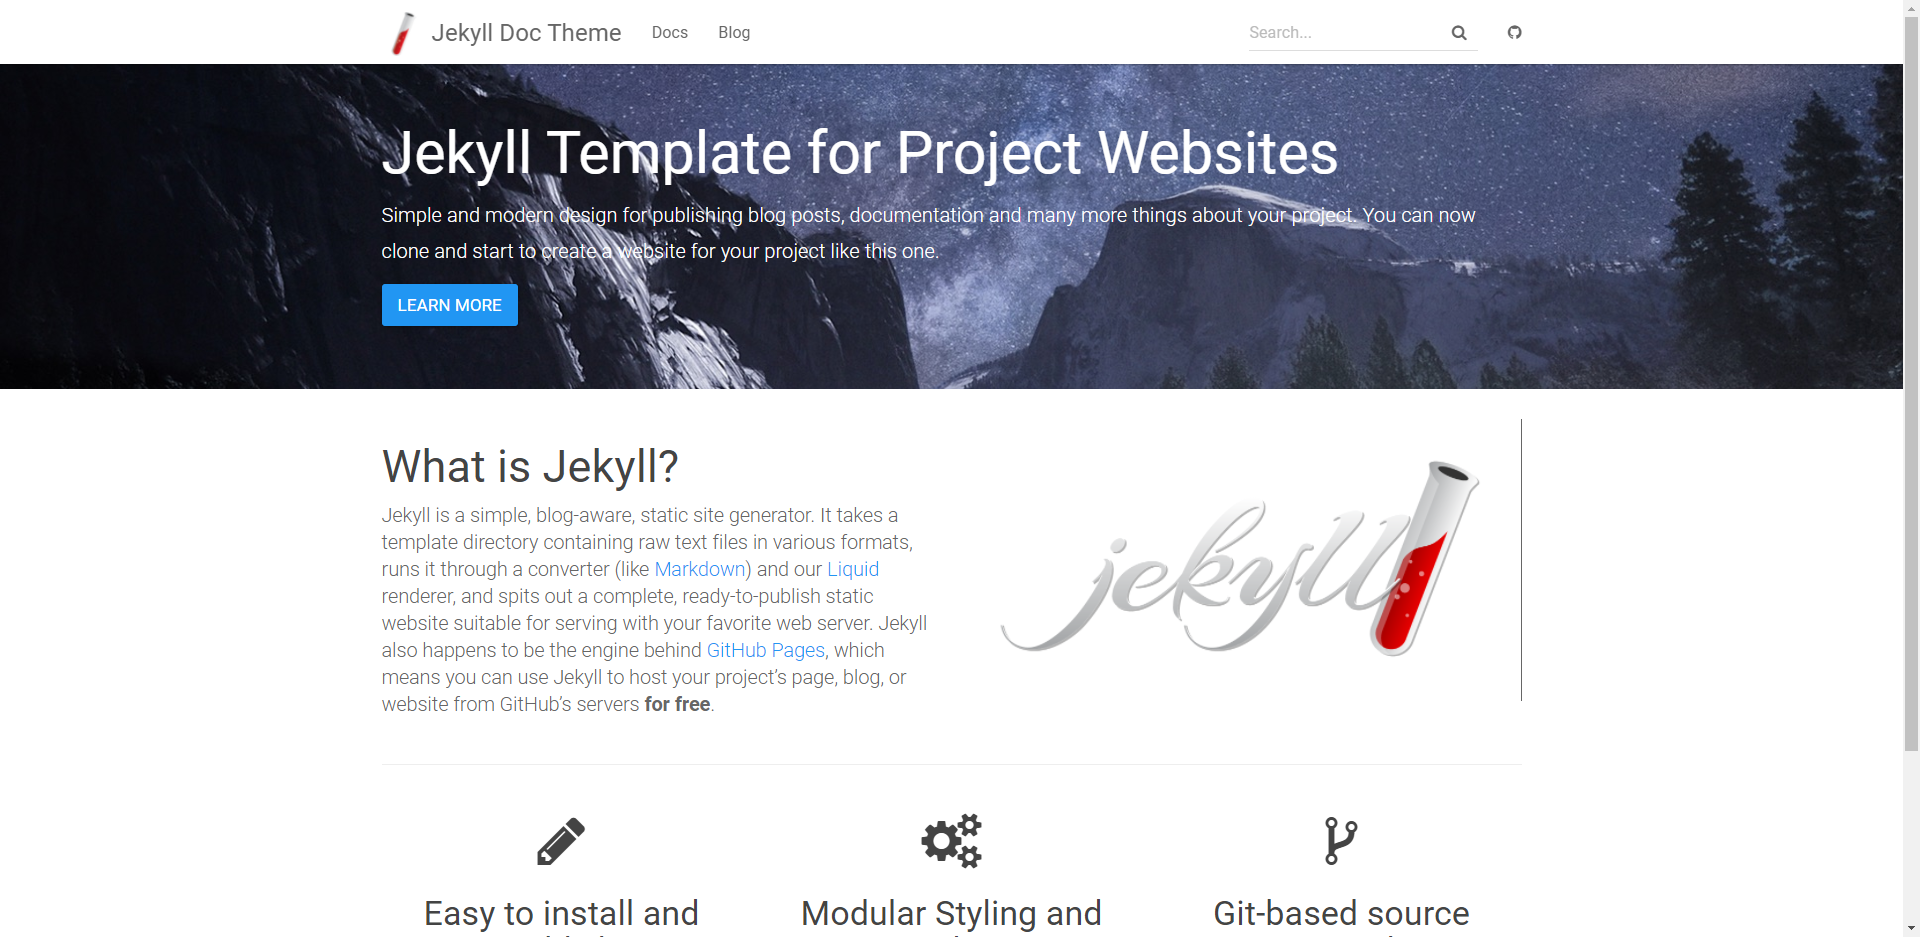 Jekyll Doc Theme Docs Blog Search...
Jekyll Template for Project Websites
Simple and modern design for publishing blog posts, documentation and many more things about your project. You can now
clone and start to create a website for your project like this one.
LEARN MORE
What is Jekyll?
Jekyll is a simple, blog-aware, static site generator. It takes a
template directory containing raw text files in various formats,
runs it through a converter (like Markdown) and our Liquid
renderer, and spits out a complete, ready-to-publish static
website suitable for serving with your favorite web server. Jekyll
also happens to be the engine behind GitHub Pages, which
means you can use Jekyll to host your project’s page, blog, or
website from GitHub’s servers for free.
jekyll
Easy to install and
Modular Styling and
Git-based source